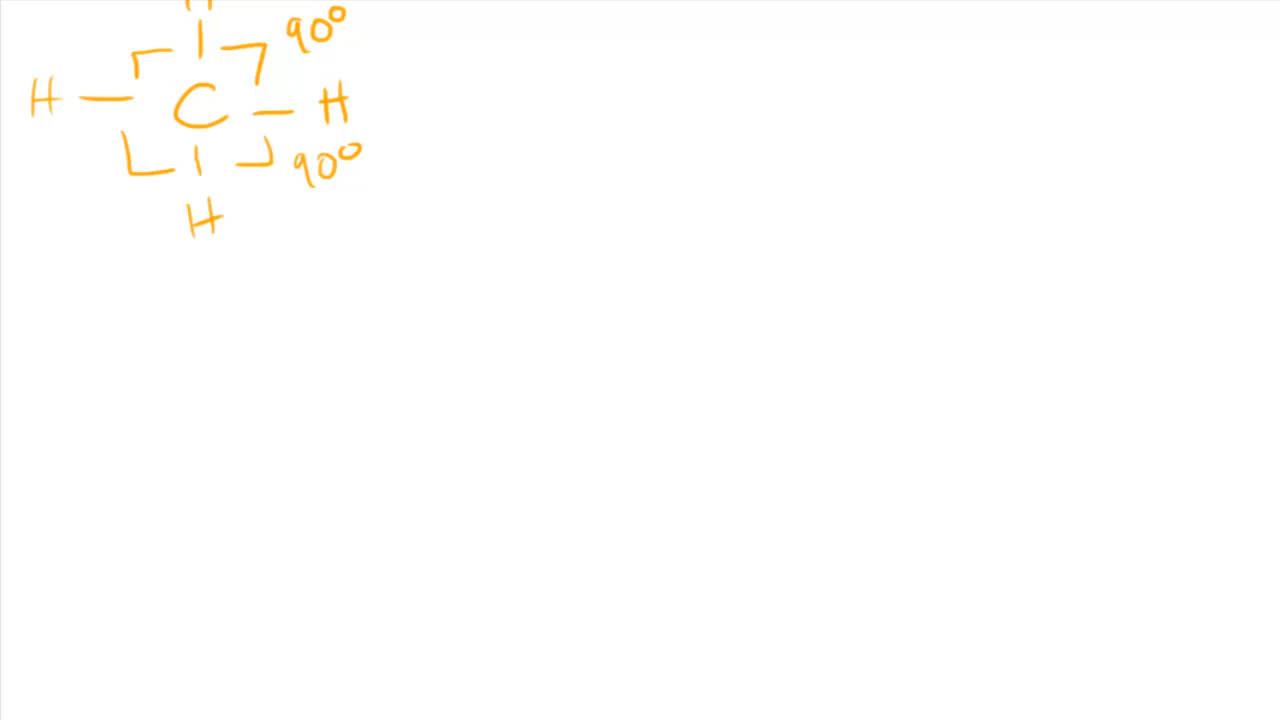 90°
H — C — H
90°
H